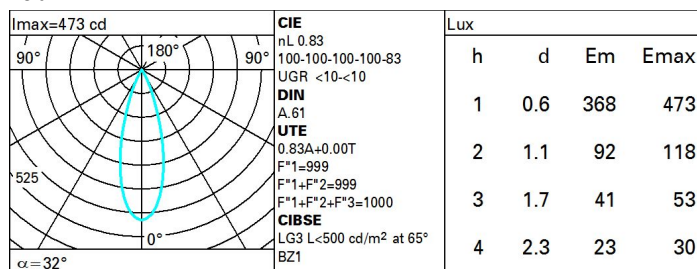 Imax=473 cd
90° 180° 90°
525
0°
α=32°
CIE
nL 0.83
100-100-100-100-83
UGR <10-<10
DIN
A.61
UTE
0.83A+0.00T
F"1=999
F"1+F"2=999
F"1+F"2+F"3=1000
CIBSE
LG3 L<500 cd/m² at 65°
BZ1
Lux
h d Em Emax
1 0.6 368 473
2 1.1 92 118
3 1.7 41 53
4 2.3 23 30